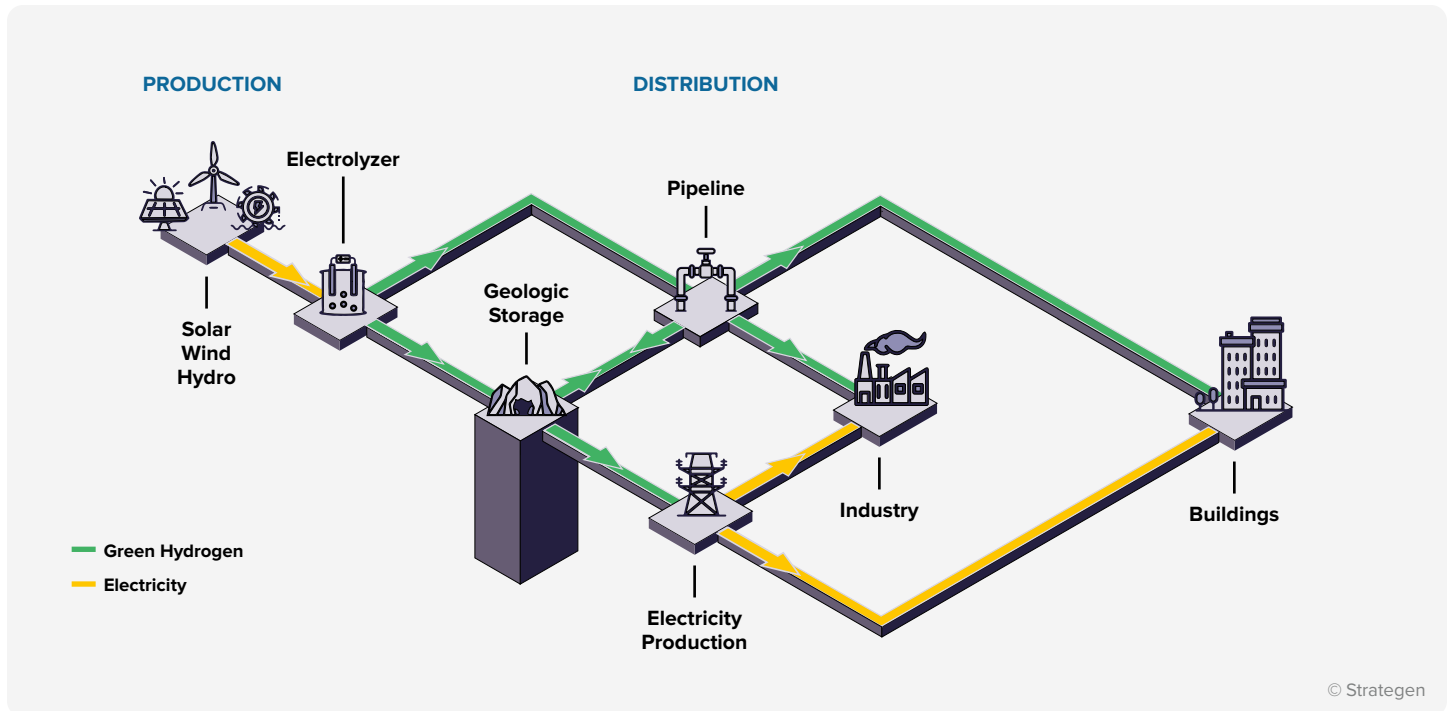 PRODUCTION
DISTRIBUTION
Electrolyzer
Pipeline
Geologic
Storage
Solar
Wind
Hydro
Industry
Buildings
Green Hydrogen
Electricity
Electricity
Production
© Strategen